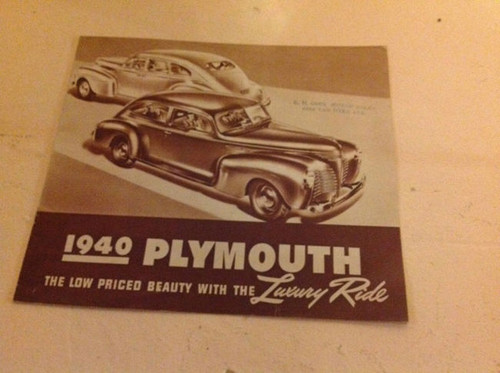 1940 PLYMOUTH
THE LOW PRICED BEAUTY WITH THE Luxury Ride